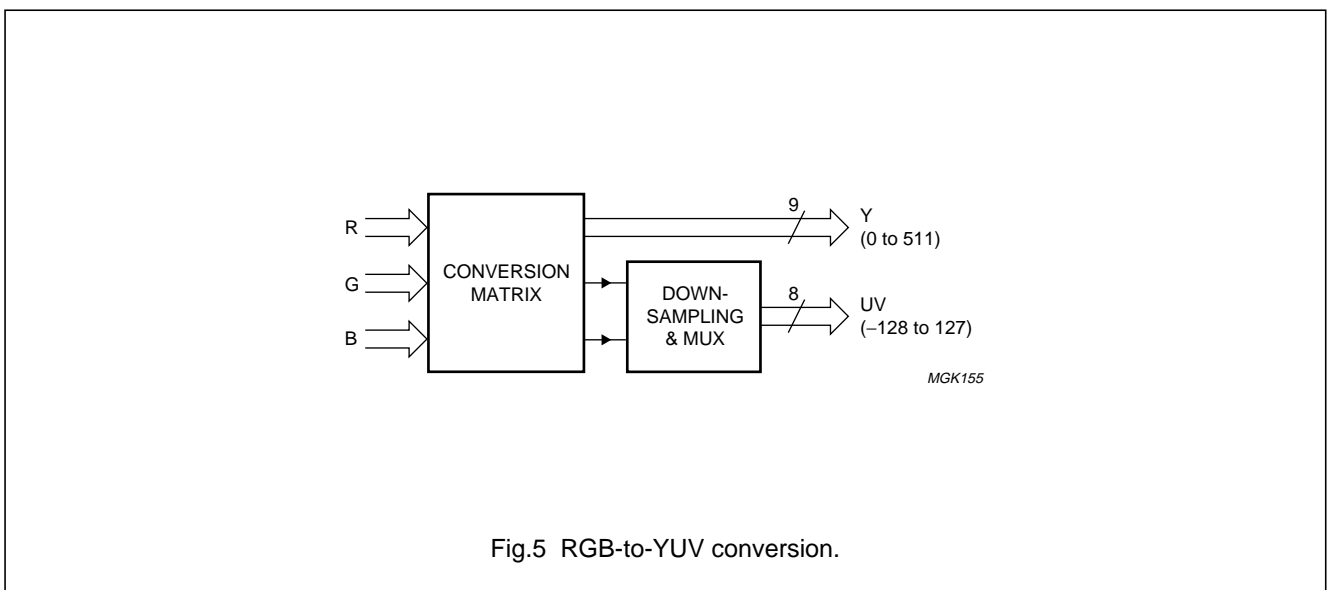 R
G
B
CONVERSION
MATRIX
9
Y
(0 to 511)
DOWN-
SAMPLING
& MUX
8
UV
(−128 to 127)
MGK155
Fig.5 RGB-to-YUV conversion.